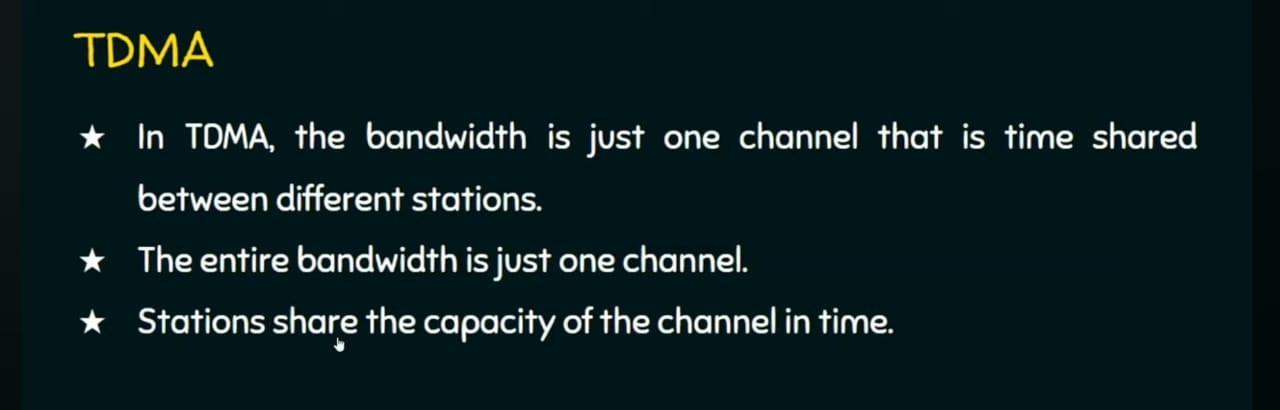 TDMA
★ In TDMA, the bandwidth is just one channel that is time shared
between different stations.
★ The entire bandwidth is just one channel.
★ Stations share the capacity of the channel in time.